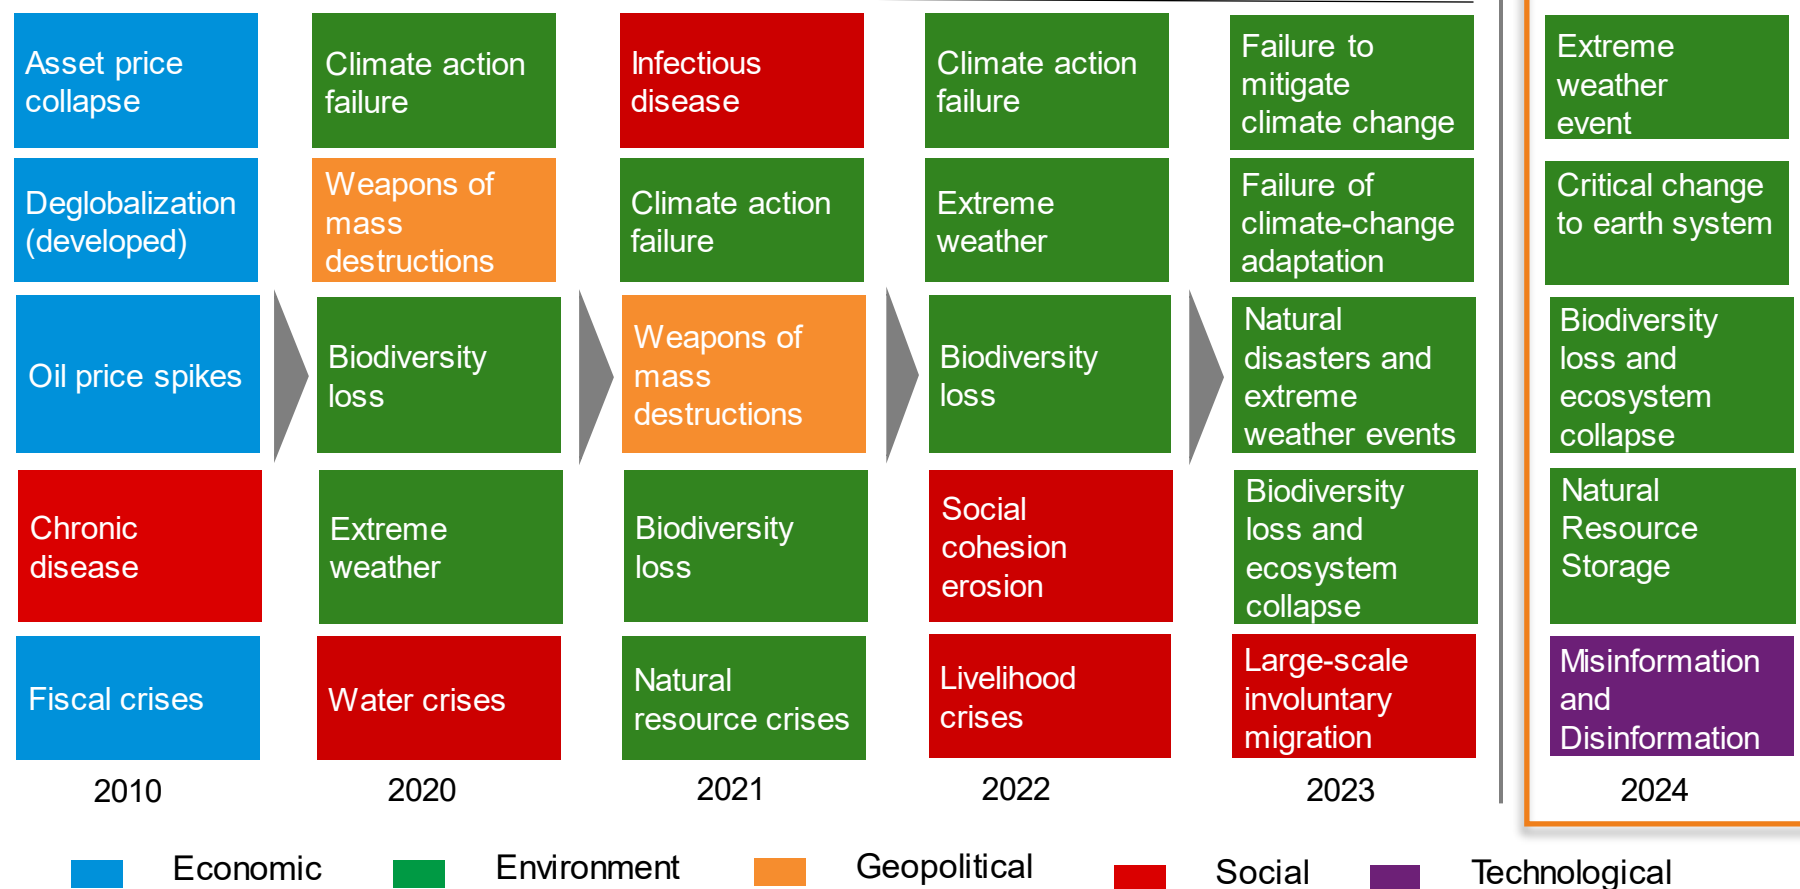 Asset price
collapse
Deglobalization
(developed)
Oil price spikes
Chronic
disease
Fiscal crises
2010
Climate action
failure
Weapons of
mass
destructions
Biodiversity
loss
Extreme
weather
Water crises
2020
Infectious
disease
Climate action
failure
Weapons of
mass
destructions
Biodiversity
loss
Natural
resource crises
2021
Climate action
failure
Extreme
weather
Biodiversity
loss
Social
cohesion
erosion
Livelihood
crises
2022
Failure to
mitigate
climate change
Failure of
climate-change
adaptation
Natural
disasters and
extreme
weather events
Biodiversity
loss and
ecosystem
collapse
Large-scale
involuntary
migration
2023
Extreme
weather
event
Critical change
to earth system
Biodiversity
loss and
ecosystem
collapse
Natural
Resource
Storage
Misinformation
and
Disinformation
2024
Economic
Environment
Geopolitical
Social
Technological